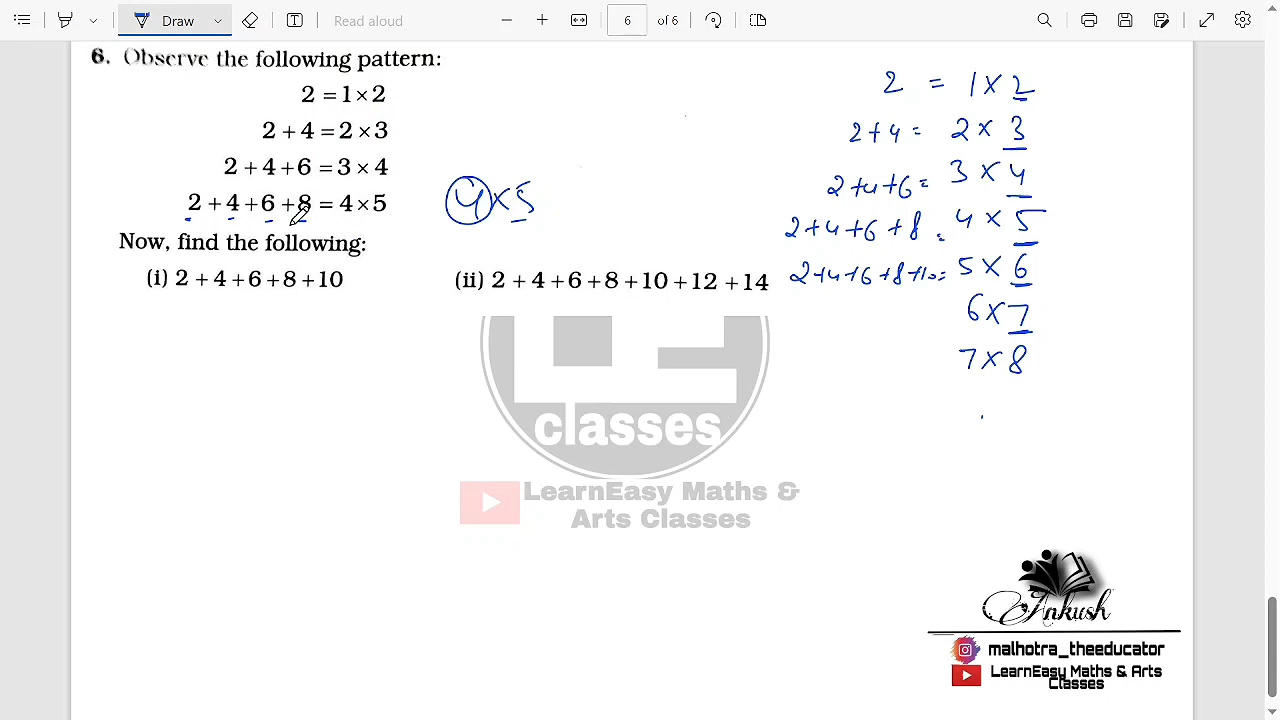 Draw
Read aloud
6
of 6
6. Observe the following pattern:
2 = 1 × 2
2 + 4 = 2 × 3
2 + 4 + 6 = 3 × 4
2 + 4 + 6 + 8 = 4 × 5
4 × 5
Now, find the following:
(i) 2 + 4 + 6 + 8 + 10
(ii) 2 + 4 + 6 + 8 + 10 + 12 + 14
2 = 1 × 2
2 + 4 = 2 × 3
2 + 4 + 6 = 3 × 4
2 + 4 + 6 + 8 = 4 × 5
2 + 4 + 6 + 8 + 10 = 5 × 6
6 × 7
7 × 8
classes
LearnEasy Maths &
Arts Classes
Ankush
malhotra_theeducator
LearnEasy Maths & Arts
Classes